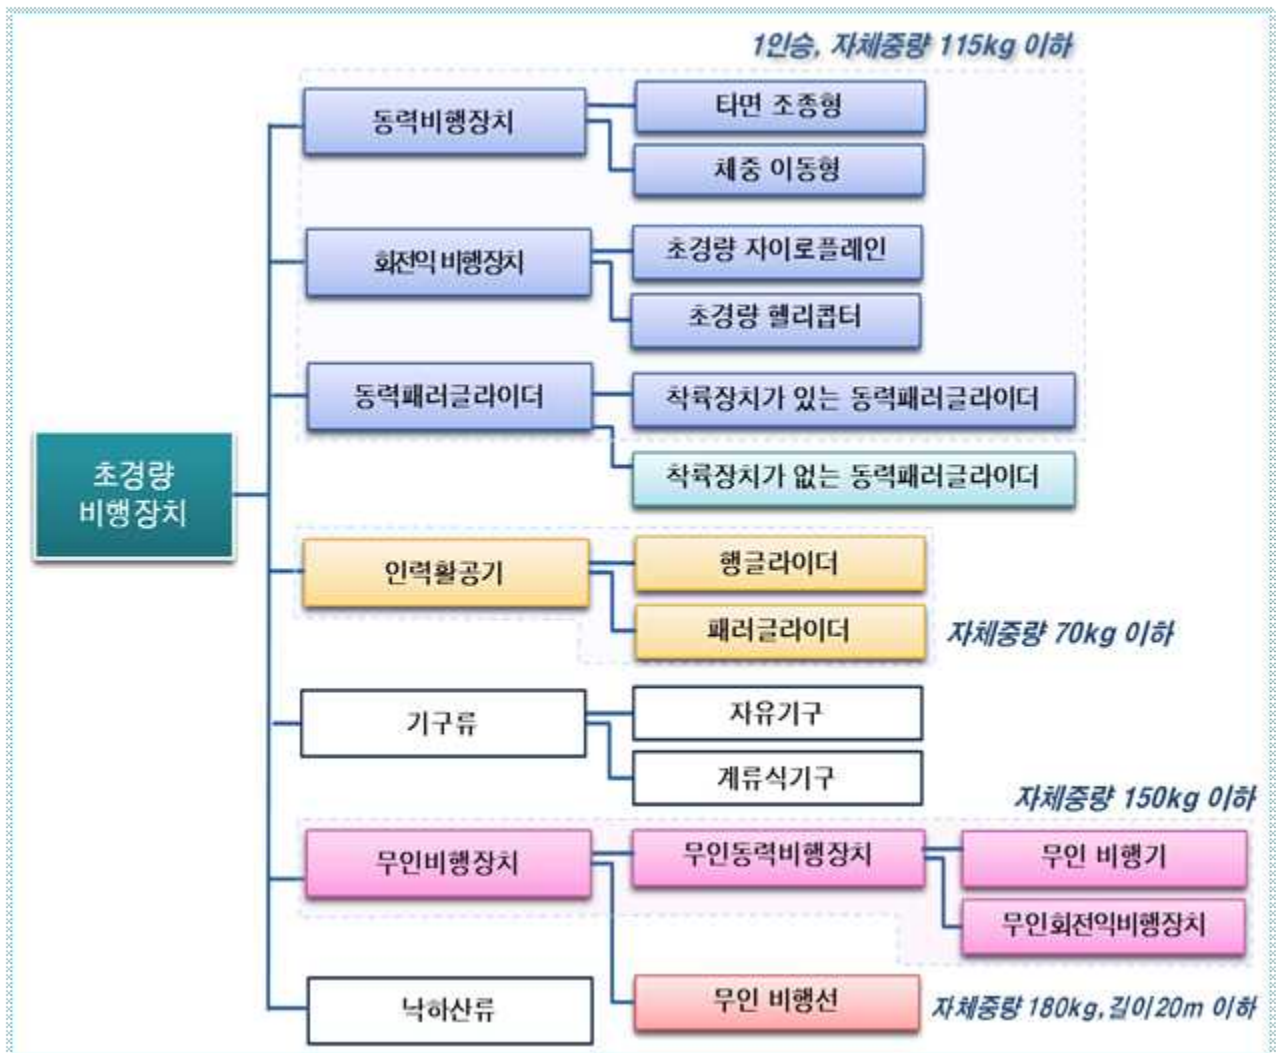 1인승, 자체중량 115kg 이하
동력비행장치
타면 조종형
체중 이동형
회전익 비행장치
초경량 자이로플레인
초경량 헬리콥터
동력패러글라이더
착륙장치가 있는 동력패러글라이더
착륙장치가 없는 동력패러글라이더
초경량
비행장치
인력활공기
행글라이더
패러글라이더
자체중량 70kg 이하
기구류
자유기구
계류식기구
자체중량 150kg 이하
무인비행장치
무인동력비행장치
무인 비행기
무인회전익비행장치
낙하산류
무인 비행선
자체중량 180kg,길이20m 이하